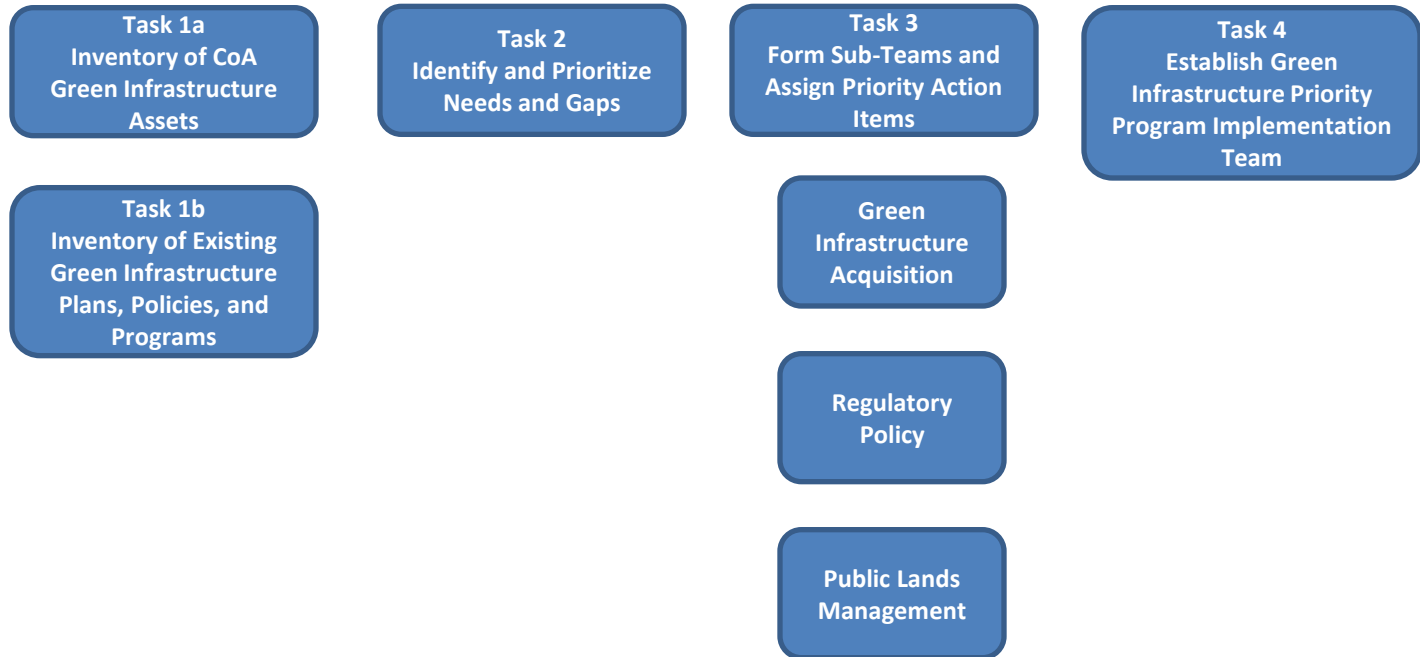 Task 1a
Inventory of CoA
Green Infrastructure
Assets
Task 1b
Inventory of Existing
Green Infrastructure
Plans, Policies, and
Programs
Task 2
Identify and Prioritize
Needs and Gaps
Task 3
Form Sub-Teams and
Assign Priority Action
Items
Green
Infrastructure
Acquisition
Regulatory
Policy
Public Lands
Management
Task 4
Establish Green
Infrastructure Priority
Program Implementation
Team